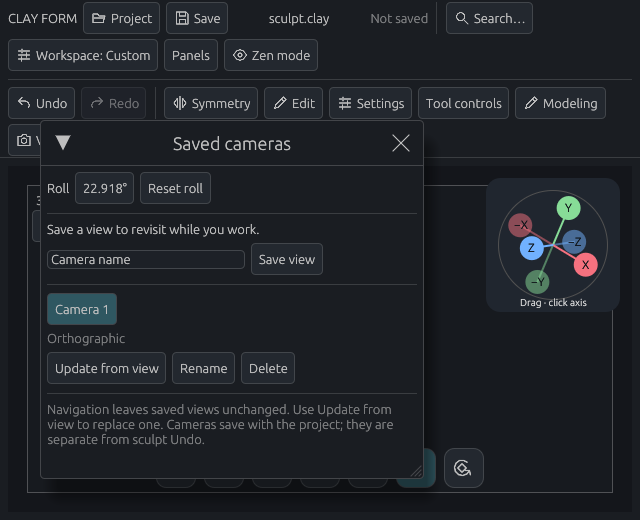 CLAY FORM Project Save sculpt.clay Not saved Search...
Workspace: Custom Panels Zen mode
Undo Redo Symmetry Edit Settings Tool controls Modeling
Saved cameras
Roll 22.918° Reset roll
Save a view to revisit while you work.
Camera name Save view
Camera 1
Orthographic
Update from view Rename Delete
Navigation leaves saved views unchanged. Use Update from
view to replace one. Cameras save with the project; they are
separate from sculpt Undo.
Y
−X
Z −Z
X
−Y
Drag · click axis